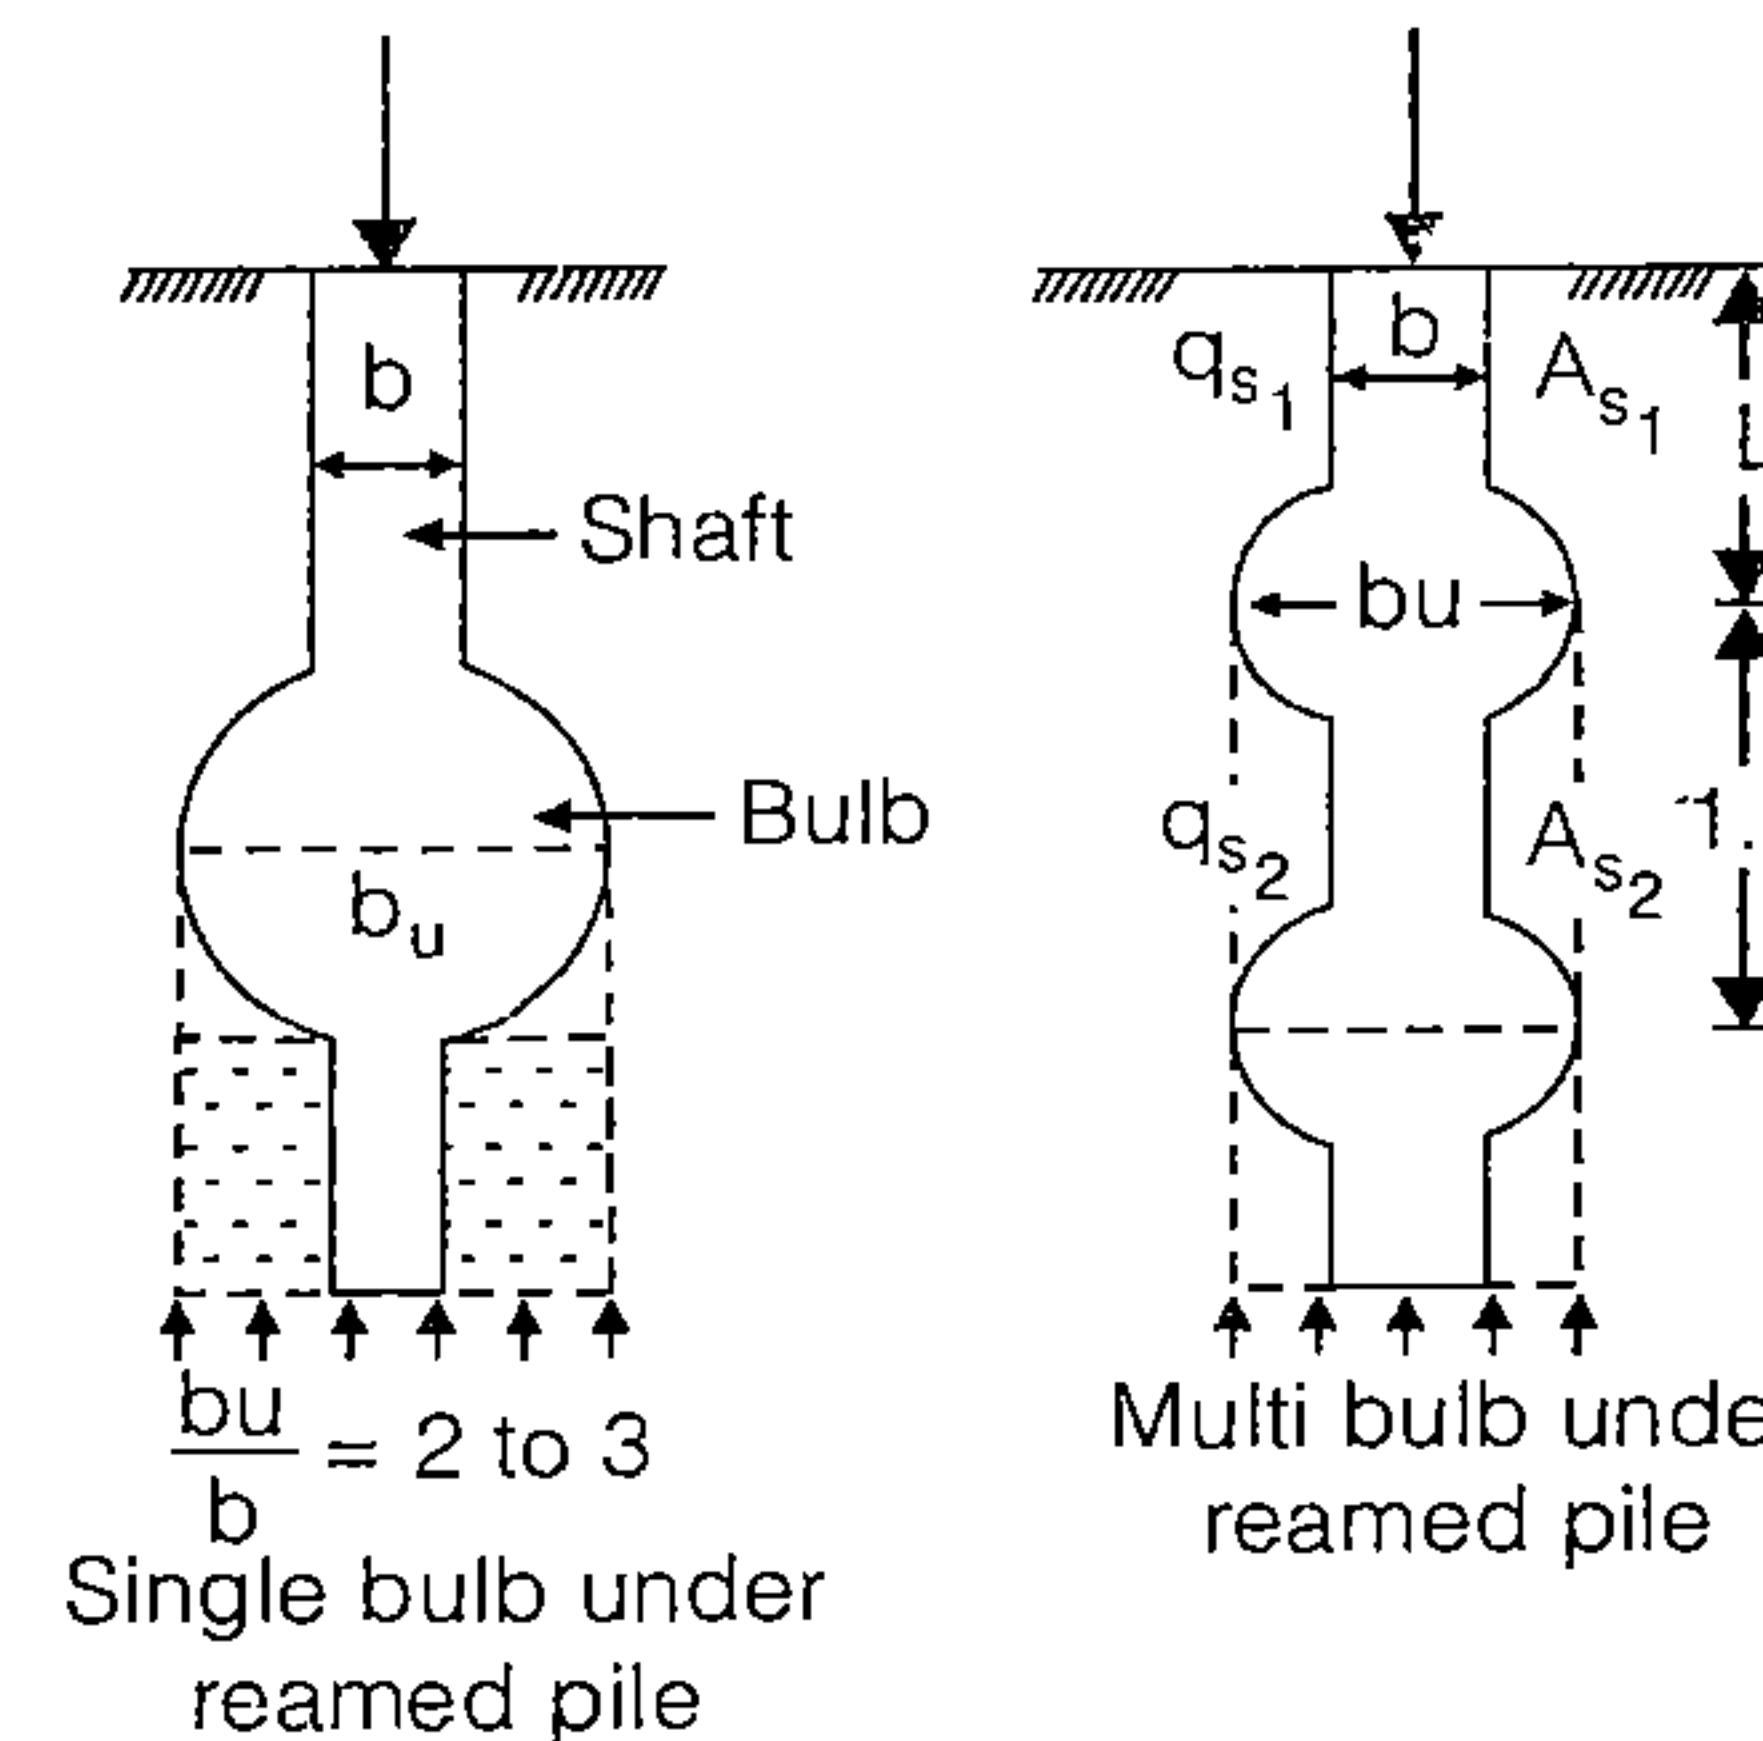 b
Shaft
Bulb
b_u
bu
b
= 2 to 3
Single bulb under
reamed pile
q_s1
b
A_s1
bu
q_s2
A_s2
1.
Multi bulb unde
reamed pile